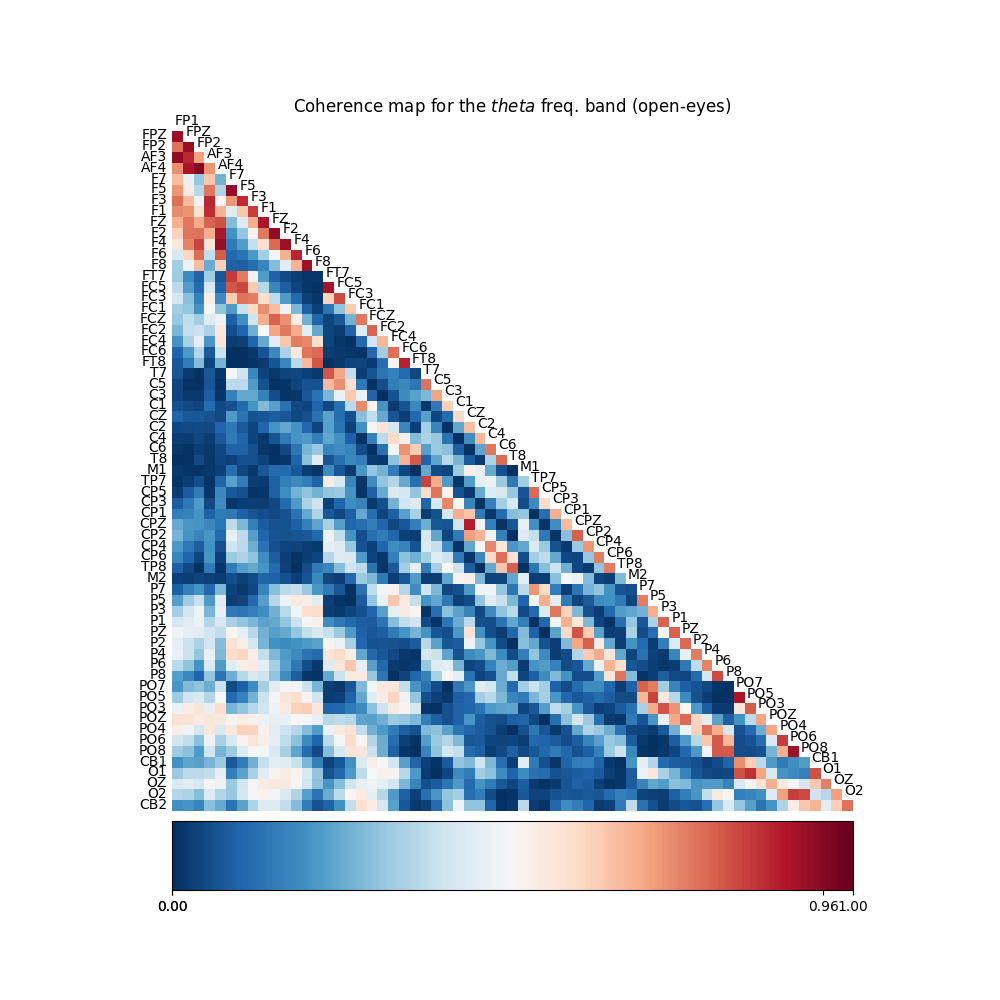 Coherence map for the theta freq. band (open-eyes)
FP1
FPZ FPZ
FP2 FP2
AF3 AF3
AF4 AF4
F7 F7
F5 F5
F3 F3
F1 F1
FZ FZ
F2 F2
F4 F4
F6 F6
F8 F8
FT7 FT7
FC5 FC5
FC3 FC3
FC1 FC1
FCZ FCZ
FC2 FC2
FC4 FC4
FC6 FC6
FT8 FT8
T7 T7
C5 C5
C3 C3
C1 C1
CZ CZ
C2 C2
C4 C4
C6 C6
T8 T8
M1 M1
TP7 TP7
CP5 CP5
CP3 CP3
CP1 CP1
CPZ CPZ
CP2 CP2
CP4 CP4
CP6 CP6
TP8 TP8
M2 M2
P7 P7
P5 P5
P3 P3
P1 P1
PZ PZ
P2 P2
P4 P4
P6 P6
P8 P8
PO7 PO7
PO5 PO5
PO3 PO3
POZ POZ
PO4 PO4
PO6 PO6
PO8 PO8
CB1 CB1
O1 O1
OZ OZ
O2 O2
CB2
0.00 0.96 1.00